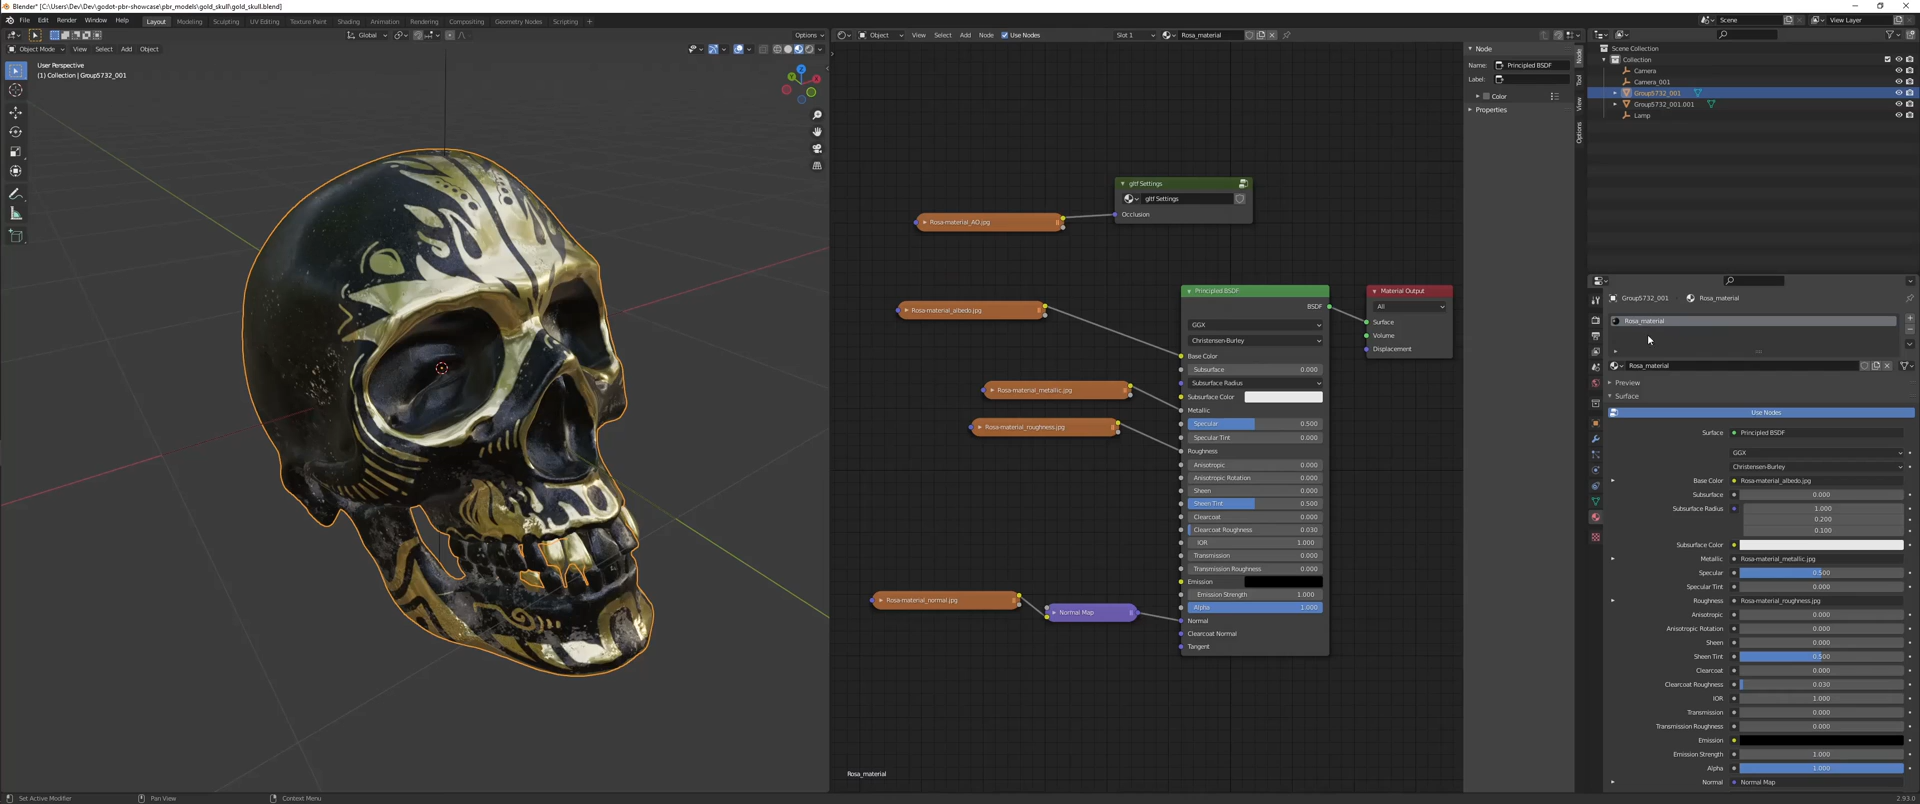 Blender* [C:\Users\Dev\Dev\godot-pbr-showcase\pbr_models\gold_skull\gold_skull.blend]
File Edit Render Window Help Layout Modeling Sculpting UV Editing Texture Paint Shading Animation Rendering Compositing Geometry Nodes Scripting + Scene View Layer
Global Options
Object Mode View Select Add Object
User Perspective
(1) Collection | Group5732_001
Object View Select Add Node Use Nodes Slot 1 Rosa_material
gltf Settings
gltf Settings
Occlusion
Rosa-material_AO.jpg
Rosa-material_albedo.jpg
Rosa-material_metallic.jpg
Rosa-material_roughness.jpg
Rosa-material_normal.jpg
Normal Map
Principled BSDF
BSDF
GGX
Christensen-Burley
Base Color
Subsurface 0.000
Subsurface Radius
Subsurface Color
Metallic
Specular 0.500
Specular Tint 0.000
Roughness
Anisotropic 0.000
Anisotropic Rotation 0.000
Sheen 0.000
Sheen Tint 0.500
Clearcoat 0.000
Clearcoat Roughness 0.030
IOR 1.000
Transmission 0.000
Transmission Roughness 0.000
Emission
Emission Strength 1.000
Alpha 1.000
Normal
Clearcoat Normal
Tangent
Material Output
All
Surface
Volume
Displacement
Rosa_material
Node
Name: Principled BSDF
Label:
Color
Properties
Node
Tool
View
Options
Scene Collection
Collection
Camera
Camera_001
Group5732_001
Group5732_001.001
Lamp
Group5732_001 Rosa_material
Rosa_material
Rosa_material
Preview
Surface
Use Nodes
Surface Principled BSDF
GGX
Christensen-Burley
Base Color Rosa-material_albedo.jpg
Subsurface 0.000
Subsurface Radius 1.000
0.200
0.100
Subsurface Color
Metallic Rosa-material_metallic.jpg
Specular 0.500
Specular Tint 0.000
Roughness Rosa-material_roughness.jpg
Anisotropic 0.000
Anisotropic Rotation 0.000
Sheen 0.000
Sheen Tint 0.500
Clearcoat 0.000
Clearcoat Roughness 0.030
IOR 1.000
Transmission 0.000
Transmission Roughness 0.000
Emission
Emission Strength 1.000
Alpha 1.000
Normal Normal Map
Set Active Modifier Pan View Context Menu 2.93.0